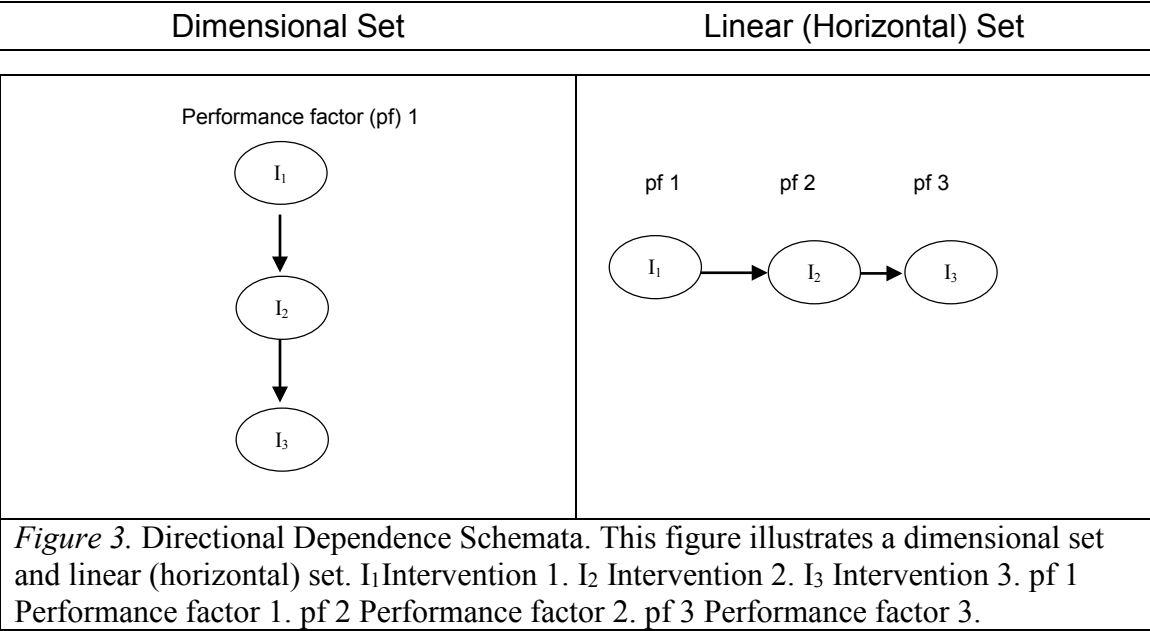 Dimensional Set
Linear (Horizontal) Set
Performance factor (pf) 1
I₁
I₂
I₃
pf 1 pf 2 pf 3
I₁ I₂ I₃
Figure 3. Directional Dependence Schemata. This figure illustrates a dimensional set
and linear (horizontal) set. I₁Intervention 1. I₂ Intervention 2. I₃ Intervention 3. pf 1
Performance factor 1. pf 2 Performance factor 2. pf 3 Performance factor 3.